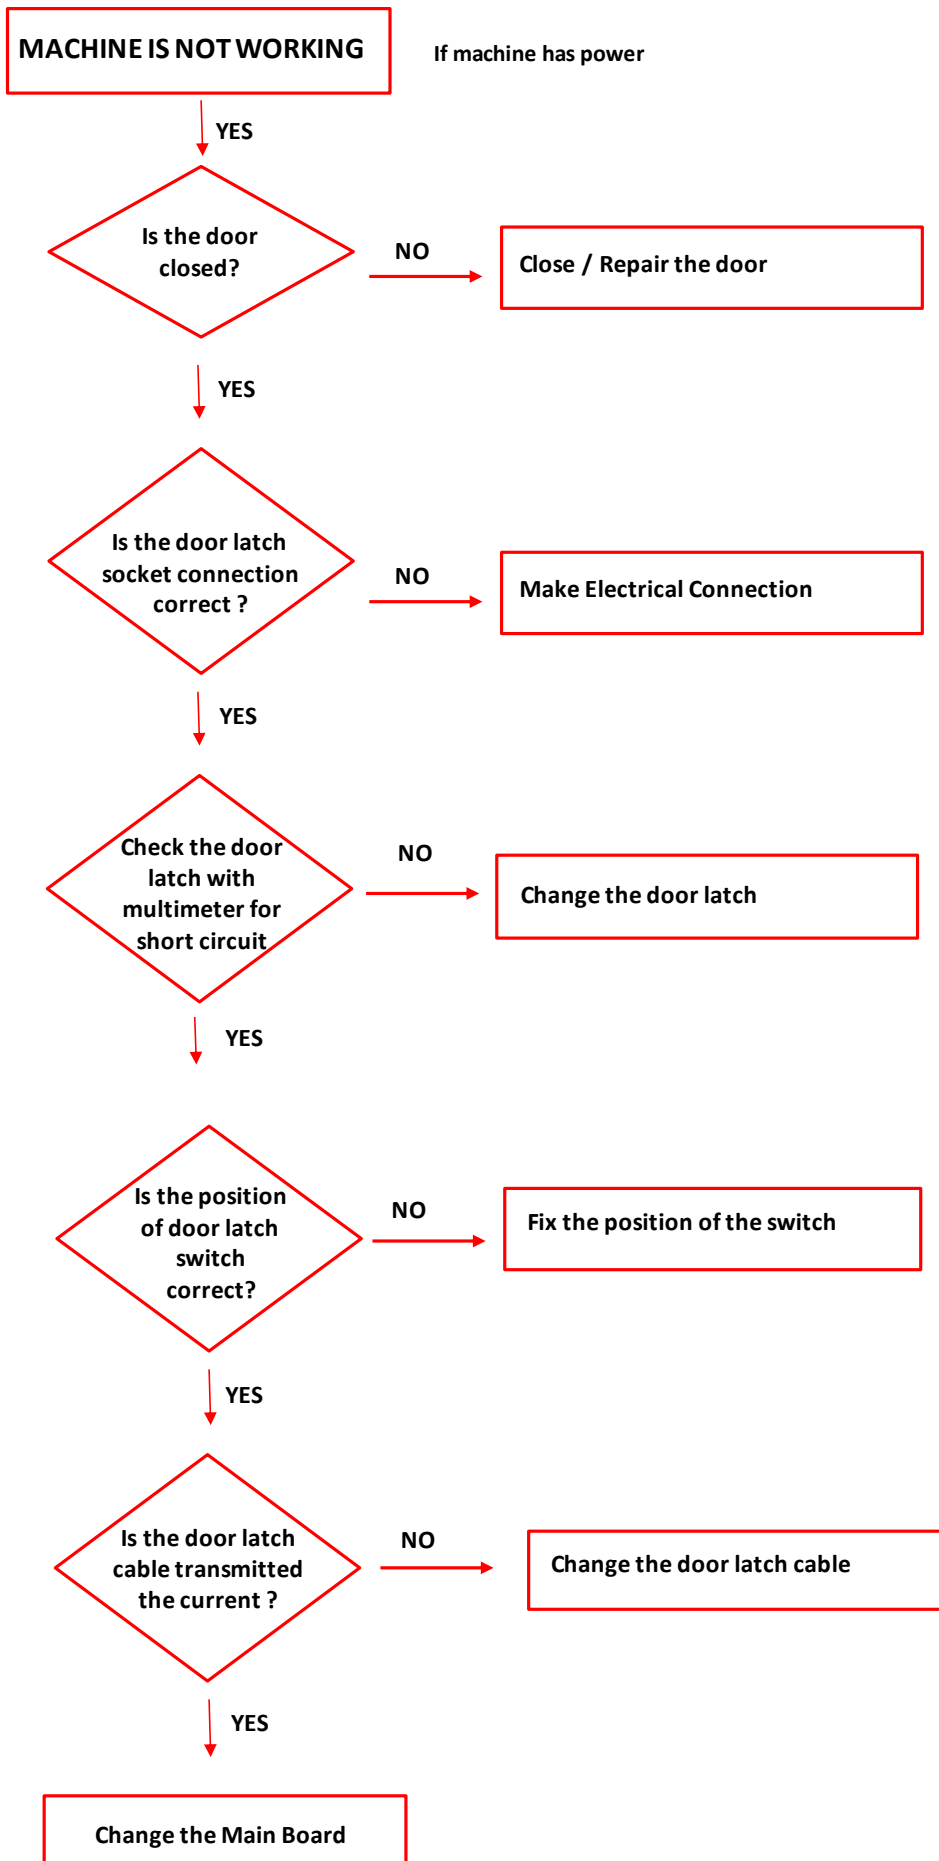 MACHINE IS NOT WORKING
If machine has power
YES
Is the door
closed?
NO
Close / Repair the door
YES
Is the door latch
socket connection
correct ?
NO
Make Electrical Connection
YES
Check the door
latch with
multimeter for
short circuit
NO
Change the door latch
YES
Is the position
of door latch
switch
correct?
NO
Fix the position of the switch
YES
Is the door latch
cable transmitted
the current ?
NO
Change the door latch cable
YES
Change the Main Board